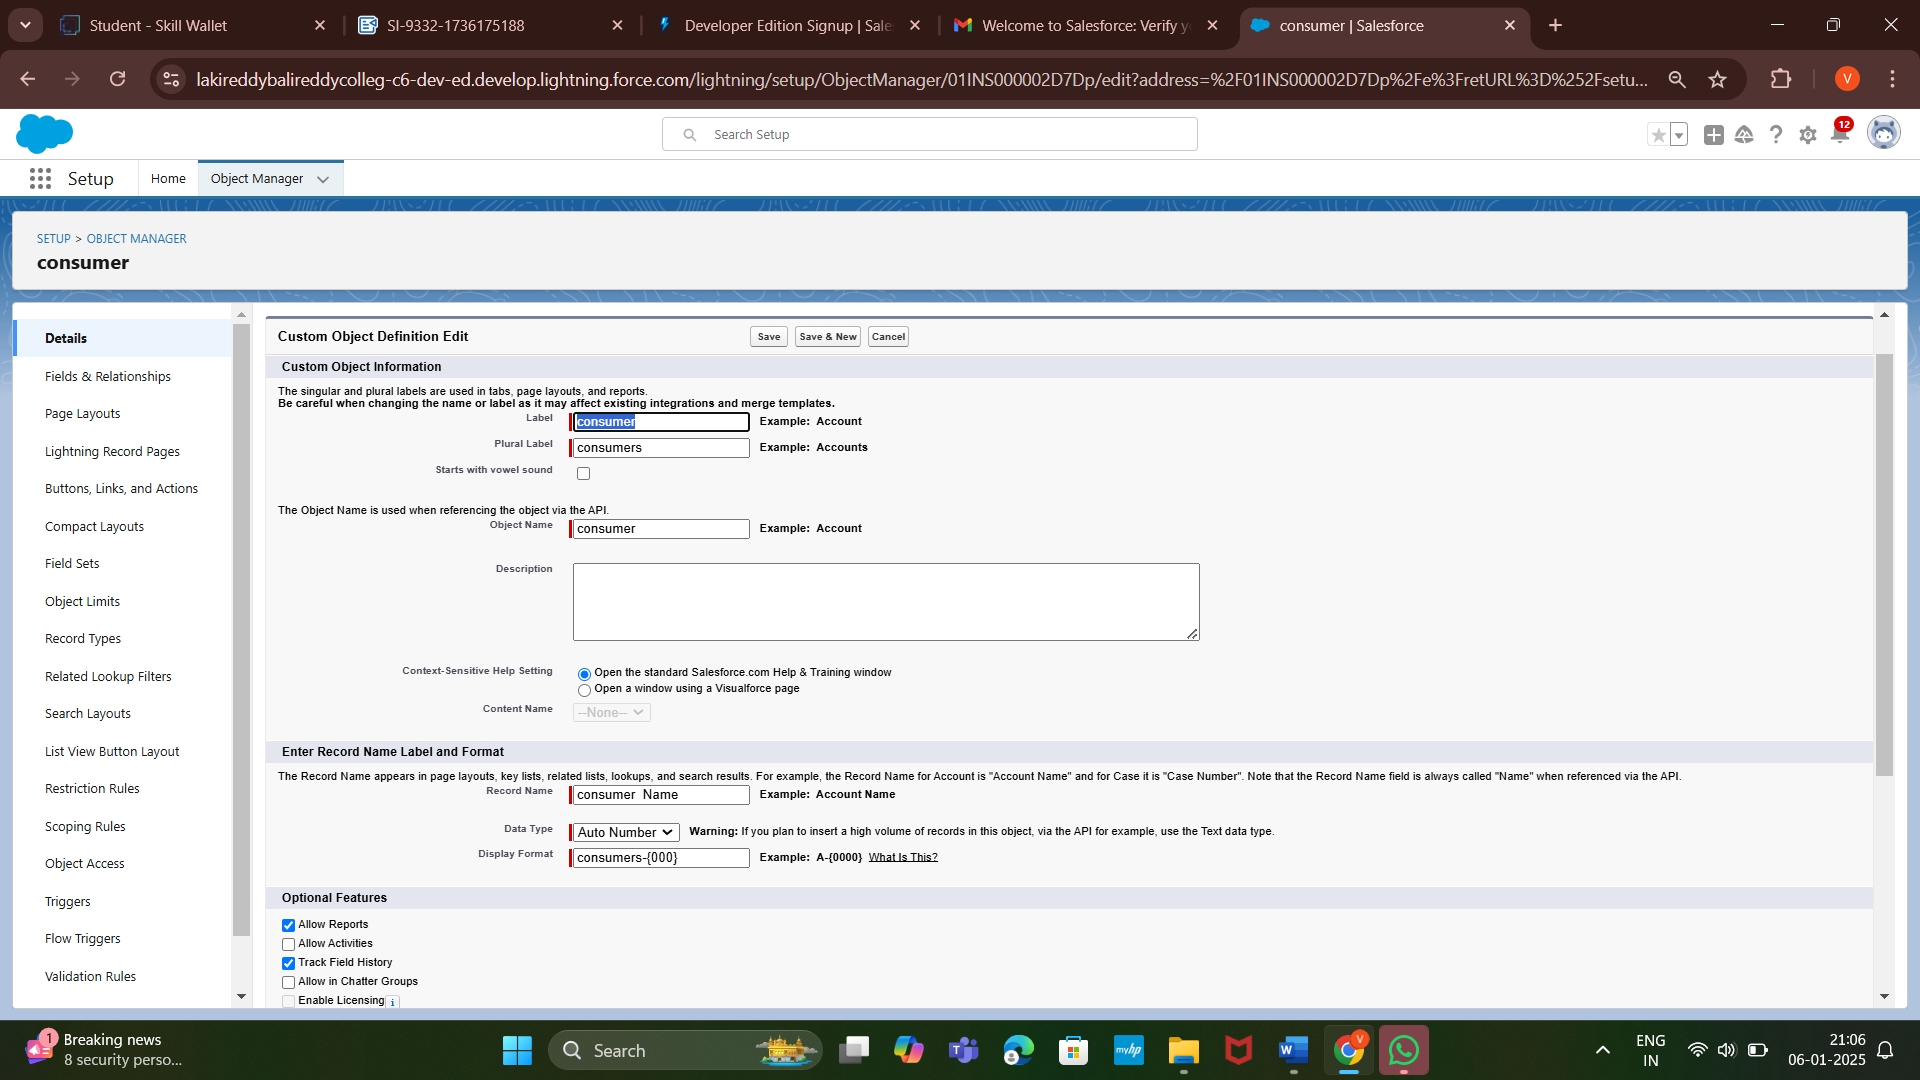 Student - Skill Wallet
SI-9332-1736175188
Developer Edition Signup | Sale
Welcome to Salesforce: Verify y
consumer | Salesforce
lakireddybalireddycolleg-c6-dev-ed.develop.lightning.force.com/lightning/setup/ObjectManager/01INS000002D7Dp/edit?address=%2F01INS000002D7Dp%2Fe%3FretURL%3D%252Fsetu...
V
Search Setup
12
Setup
Home
Object Manager
SETUP > OBJECT MANAGER
consumer
Details
Fields & Relationships
Page Layouts
Lightning Record Pages
Buttons, Links, and Actions
Compact Layouts
Field Sets
Object Limits
Record Types
Related Lookup Filters
Search Layouts
List View Button Layout
Restriction Rules
Scoping Rules
Object Access
Triggers
Flow Triggers
Validation Rules
Custom Object Definition Edit
Save
Save & New
Cancel
Custom Object Information
The singular and plural labels are used in tabs, page layouts, and reports.
Be careful when changing the name or label as it may affect existing integrations and merge templates.
Label consumer Example: Account
Plural Label consumers Example: Accounts
Starts with vowel sound
The Object Name is used when referencing the object via the API.
Object Name consumer Example: Account
Description
Context-Sensitive Help Setting Open the standard Salesforce.com Help & Training window
Open a window using a Visualforce page
Content Name --None--
Enter Record Name Label and Format
The Record Name appears in page layouts, key lists, related lists, lookups, and search results. For example, the Record Name for Account is "Account Name" and for Case it is "Case Number". Note that the Record Name field is always called "Name" when referenced via the API.
Record Name consumer Name Example: Account Name
Data Type Auto Number Warning: If you plan to insert a high volume of records in this object, via the API for example, use the Text data type.
Display Format consumers-{000} Example: A-{0000} What Is This?
Optional Features
Allow Reports
Allow Activities
Track Field History
Allow in Chatter Groups
Enable Licensing i
1
Breaking news
8 security perso...
Search
myhp
W
V
ENG
IN
21:06
06-01-2025